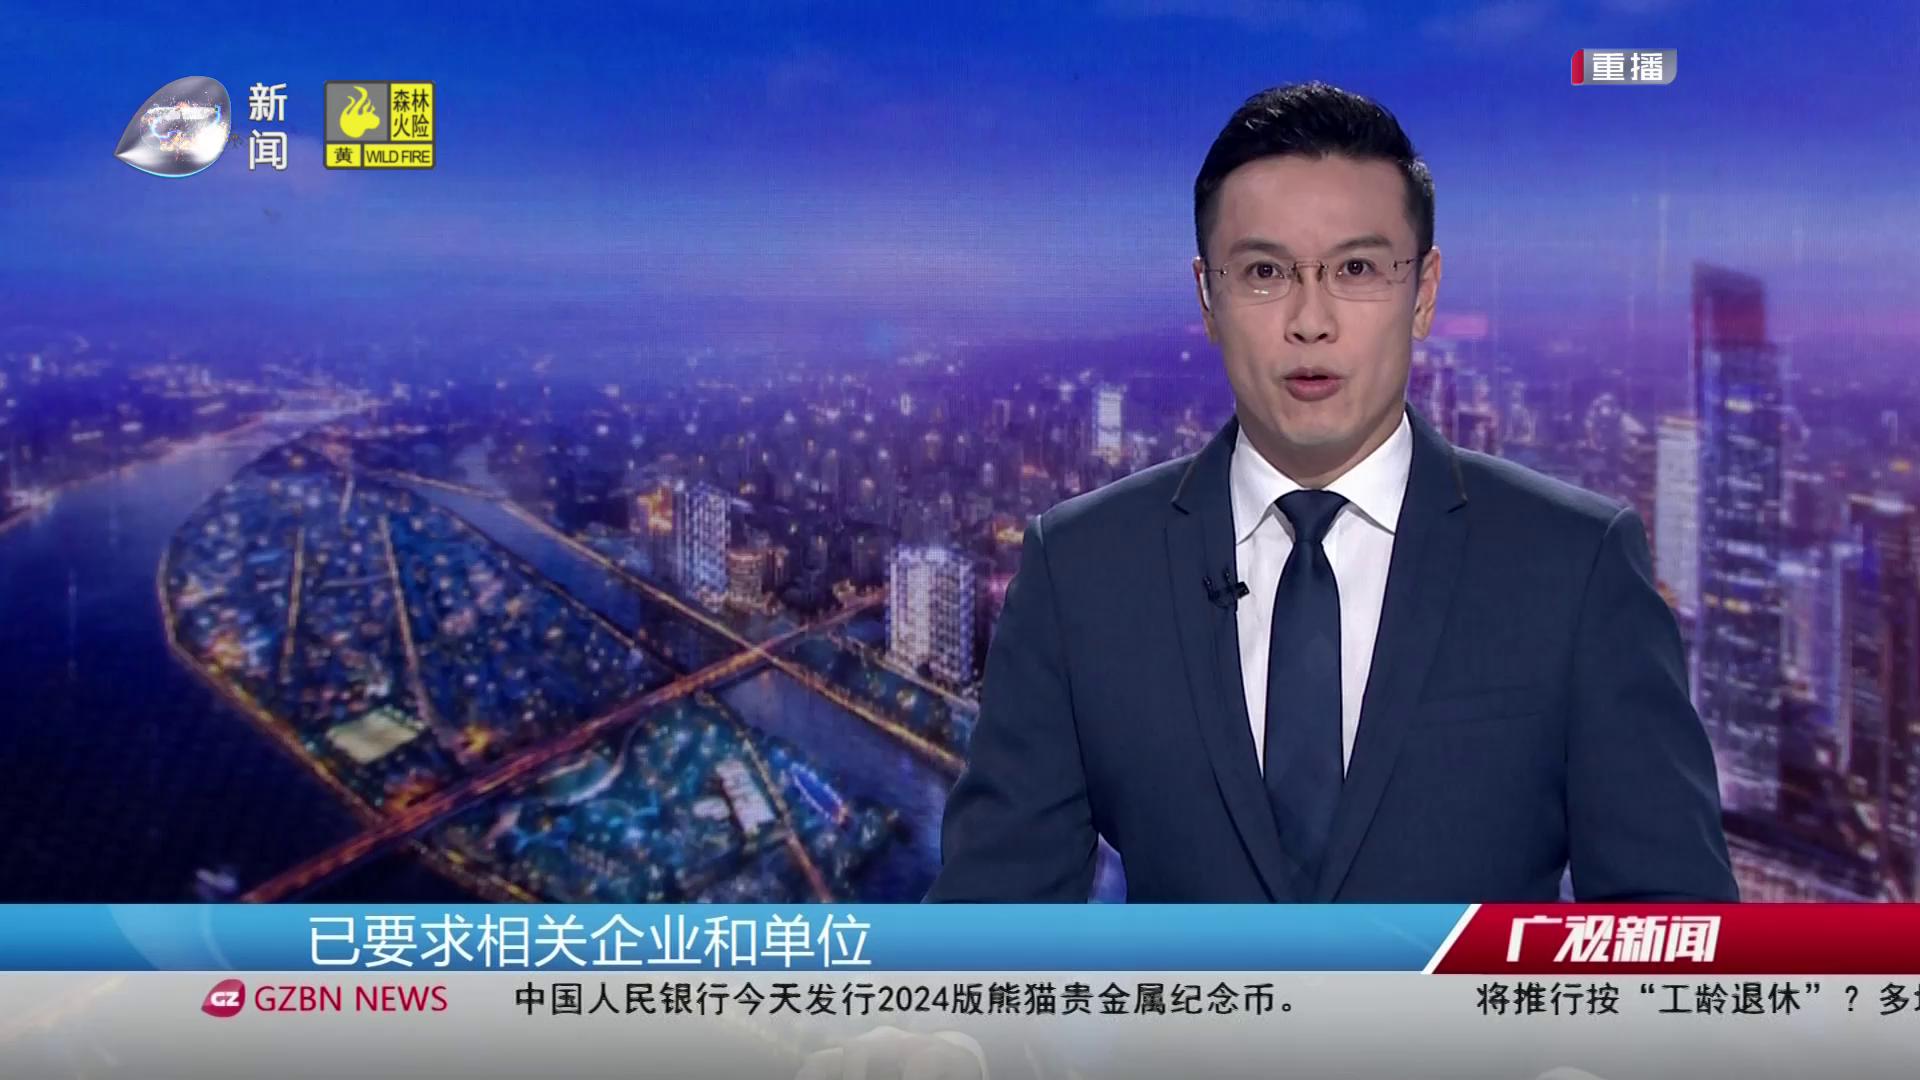 重播
新闻
森林
火险
黄 WILD FIRE
已要求相关企业和单位
广视新闻
GZ GZBN NEWS
中国人民银行今天发行2024版熊猫贵金属纪念币。
将推行按“工龄退休”？多